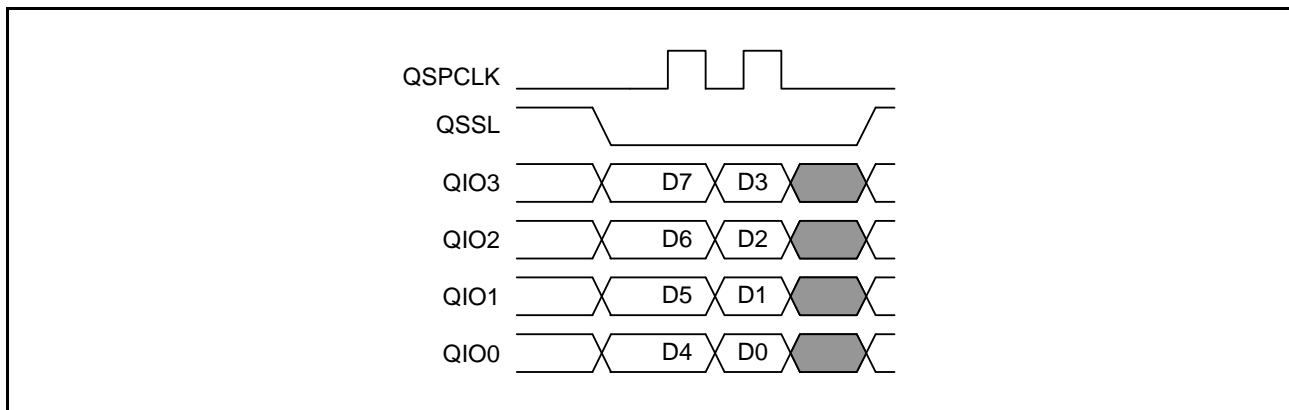 QSPCLK
QSSL
QIO3 D7 D3
QIO2 D6 D2
QIO1 D5 D1
QIO0 D4 D0